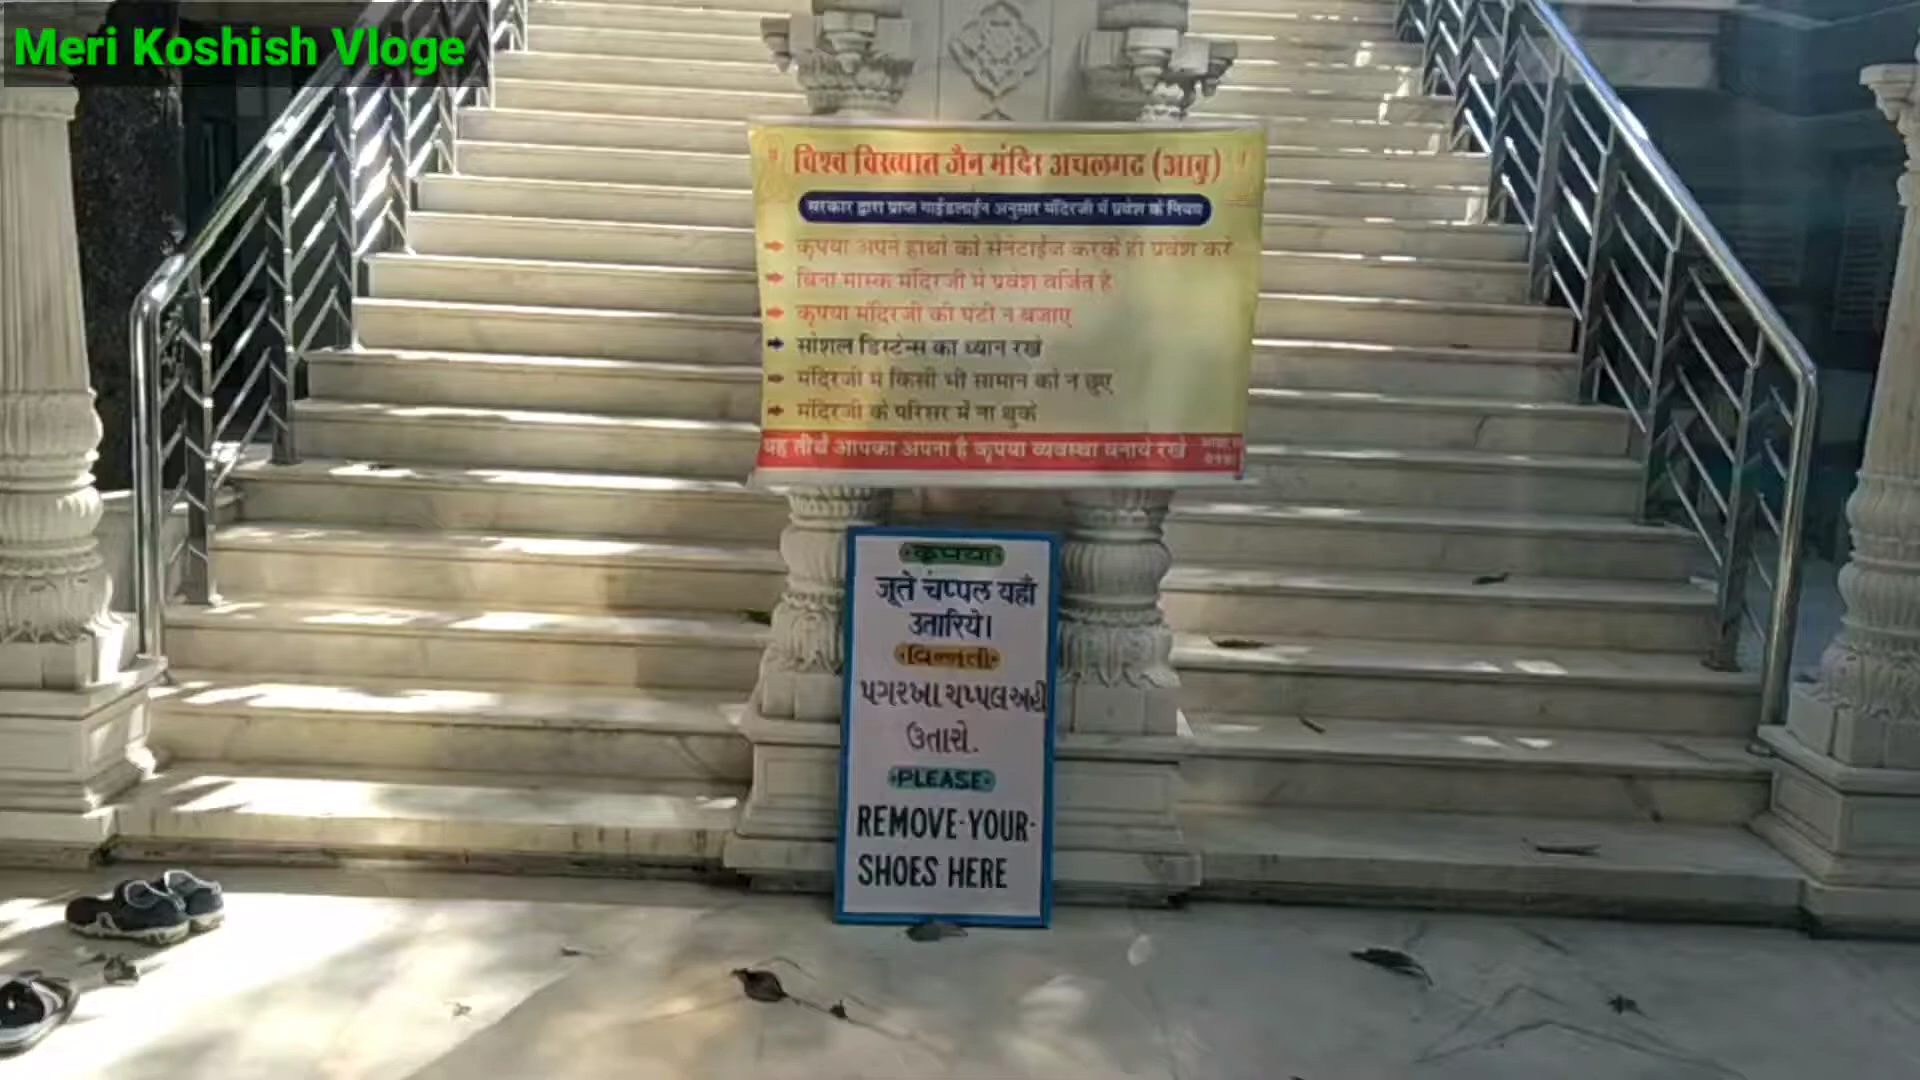 Meri Koshish Vloge
विश्व विख्यात जैन मंदिर अचलगढ (आबु)
सरकार द्वारा प्राप्त गाईडलाईन अनुसार मंदिरजी में प्रवेश के नियम
कृपया अपने हाथो को सेनेटाईज करके ही प्रवेश करे
बिना मास्क मंदिरजी में प्रवेश वर्जित है
कृपया मंदिरजी की घंटी न बजाए
सोशल डिस्टेन्स का ध्यान रखे
मंदिरजी में किसी भी सामान को न छुए
मंदिरजी के परिसर में ना थुके
यह तीर्थ आपका अपना है कृपया व्यवस्था बनाये रखे
कृपया
जूते चप्पल यहाँ
उतारिये।
विन्नती
પગરખા ચપ્પલ અહી
ઉતારો.
PLEASE
REMOVE-YOUR-
SHOES HERE